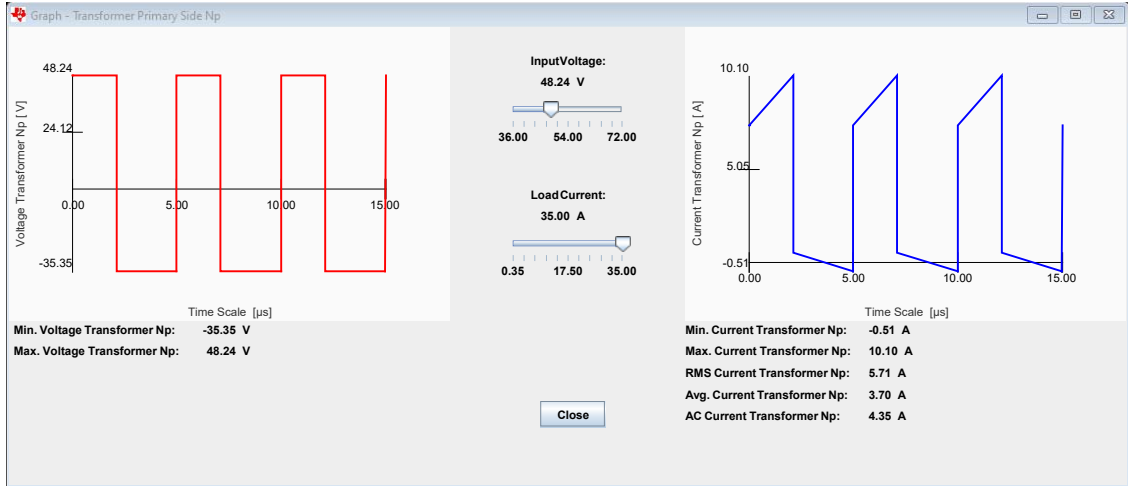 Graph - Transformer Primary Side Np
48.24
24.12
-35.35
0.00 5.00 10.00 15.00
Voltage Transformer Np [V]
Time Scale [µs]
Min. Voltage Transformer Np: -35.35 V
Max. Voltage Transformer Np: 48.24 V
InputVoltage:
48.24 V
36.00 54.00 72.00
LoadCurrent:
35.00 A
0.35 17.50 35.00
Close
10.10
5.05
-0.51
0.00 5.00 10.00 15.00
Current Transformer Np [A]
Time Scale [µs]
Min. Current Transformer Np: -0.51 A
Max. Current Transformer Np: 10.10 A
RMS Current Transformer Np: 5.71 A
Avg. Current Transformer Np: 3.70 A
AC Current Transformer Np: 4.35 A